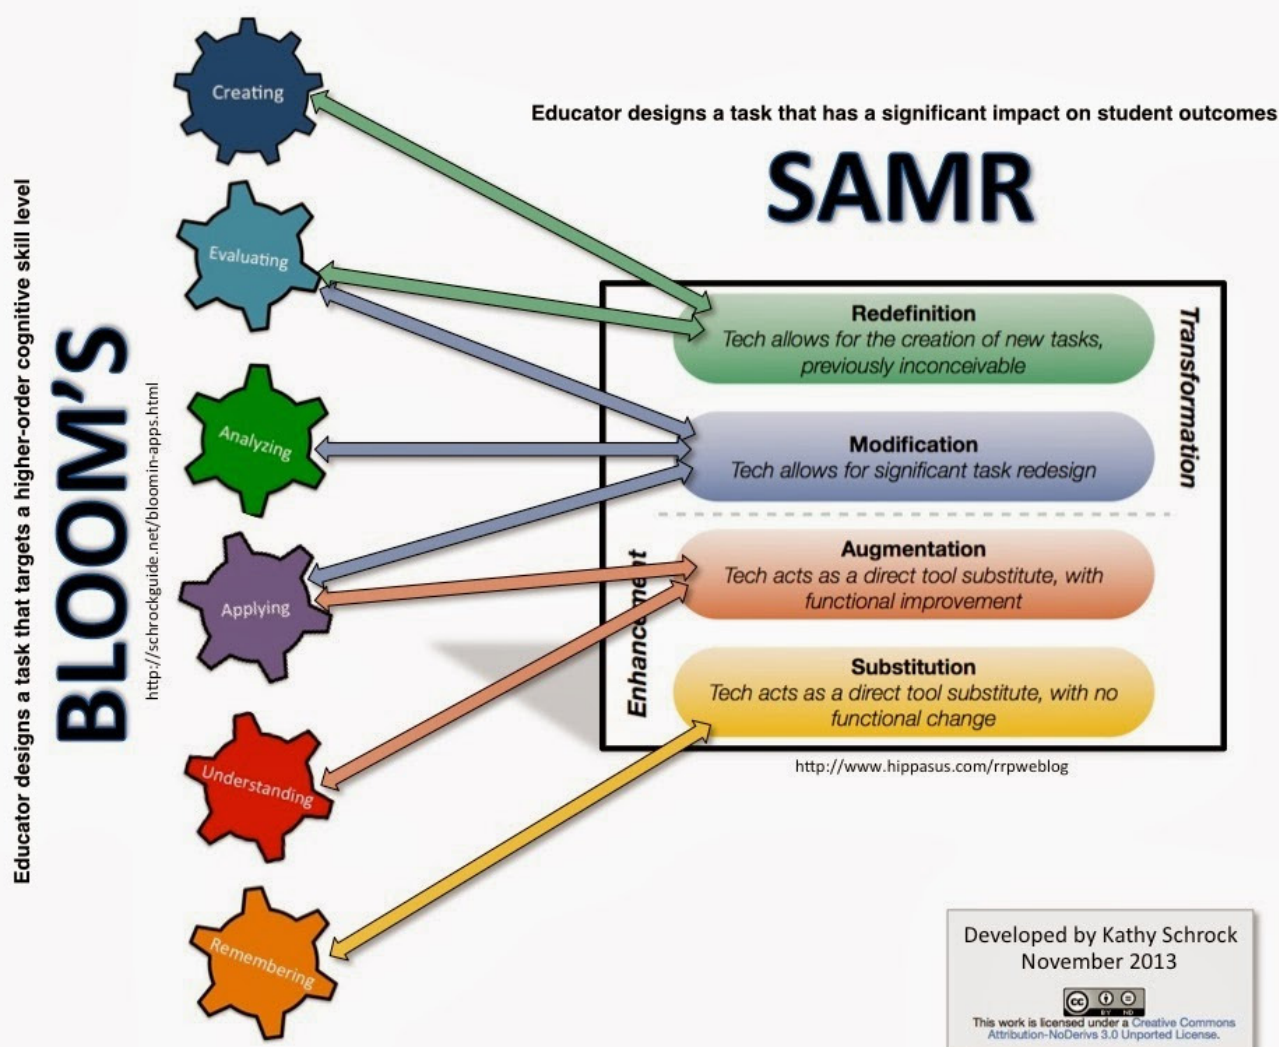 Educator designs a task that targets a higher-order cognitive skill level
BLOOM'S
http://schrockguide.net/bloomin-apps.html
Creating
Evaluating
Analyzing
Applying
Understanding
Remembering
Educator designs a task that has a significant impact on student outcomes
SAMR
Redefinition
Tech allows for the creation of new tasks,
previously inconceivable
Modification
Tech allows for significant task redesign
Transformation
Augmentation
Tech acts as a direct tool substitute, with
functional improvement
Substitution
Tech acts as a direct tool substitute, with no
functional change
Enhancement
http://www.hippasus.com/rrpweblog
Developed by Kathy Schrock
November 2013
cc
BY ND
This work is licensed under a Creative Commons
Attribution-NoDerivs 3.0 Unported License.